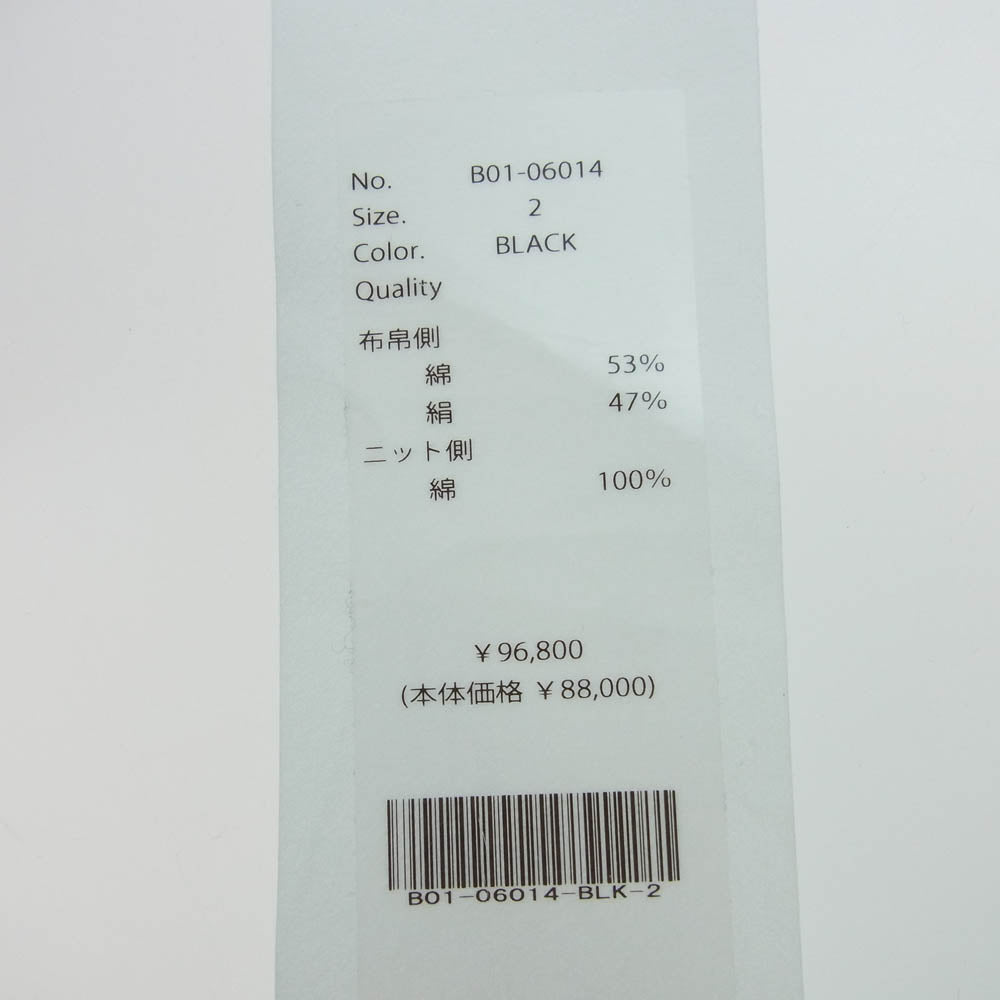 No. B01-06014
Size. 2
Color. BLACK
Quality
布帛側
綿 53%
絹 47%
ニット側
綿 100%
¥96,800
(本体価格 ¥88,000)
B01-06014-BLK-2